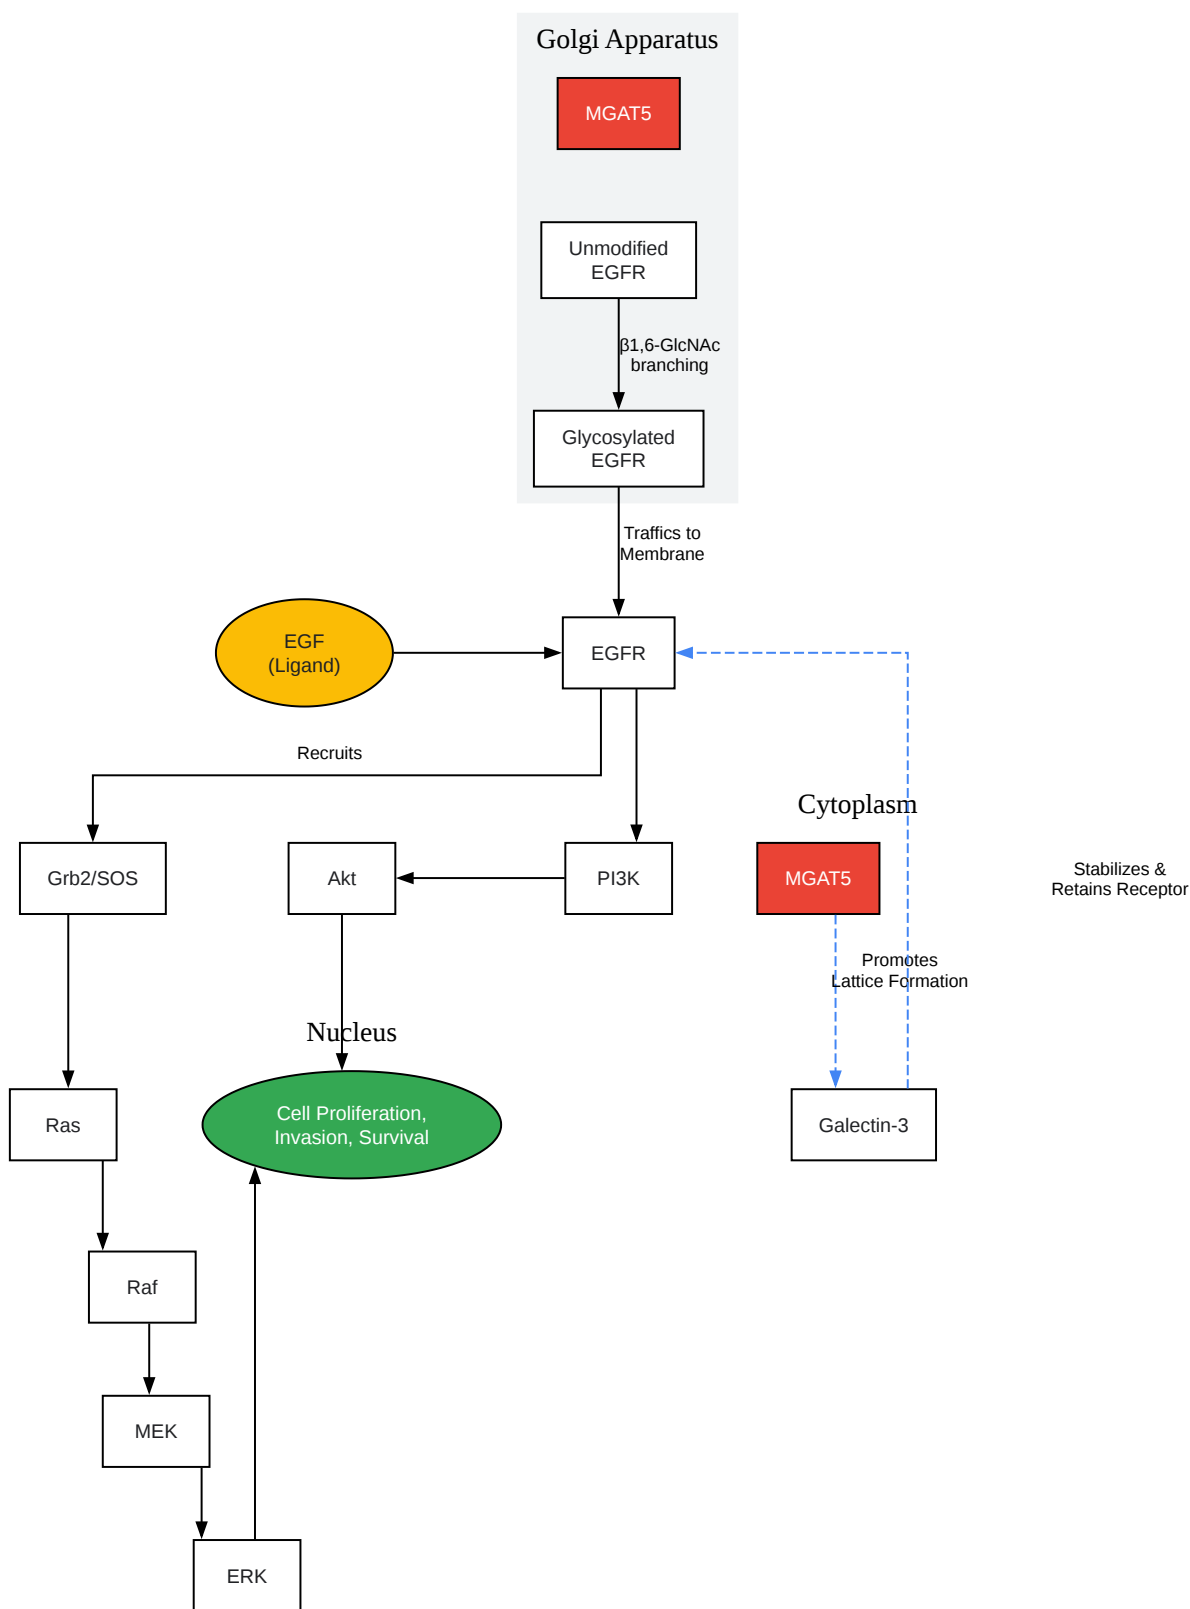 Golgi Apparatus
MGAT5
Unmodified
EGFR
β1,6-GlcNAc
branching
Glycosylated
EGFR
Traffics to
Membrane
EGF
(Ligand)
EGFR
Recruits
Cytoplasm
Grb2/SOS
Akt
PI3K
MGAT5
Stabilizes &
Retains Receptor
Promotes
Lattice Formation
Nucleus
Cell Proliferation,
Invasion, Survival
Ras
Galectin-3
Raf
MEK
ERK